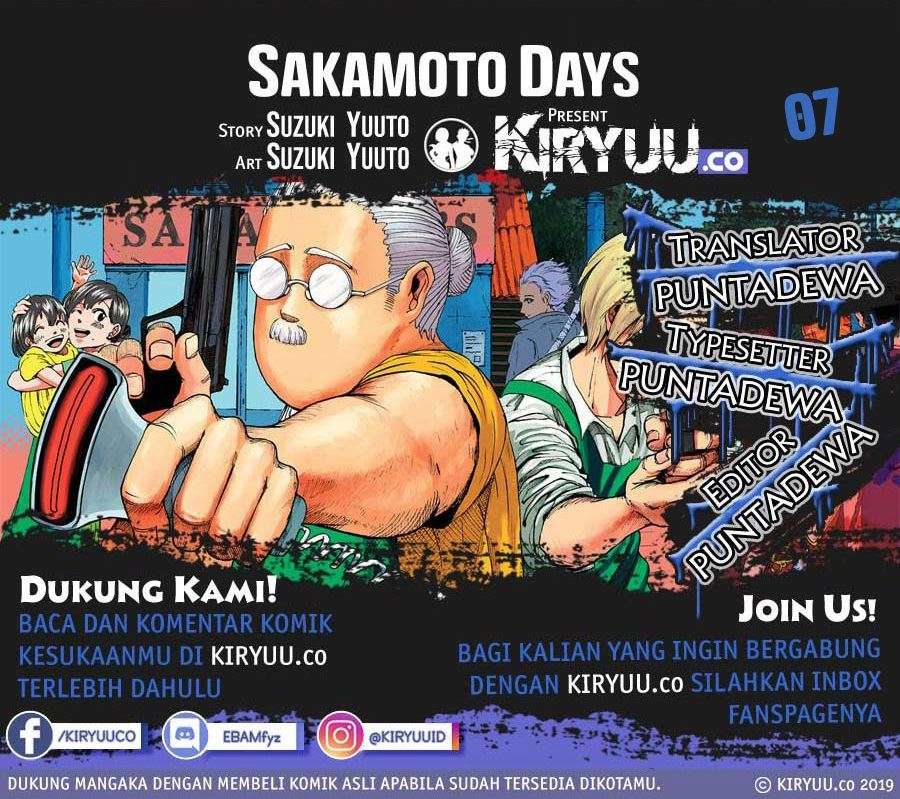 SAKAMOTO DAYS
07
STORY SUZUKI YUUTO
ART SUZUKI YUUTO
PRESENT
KIRYUU.CO
SA
S
TRANSLATOR
PUNTADEWA
TYPESETTER
PUNTADEWA
EDITOR
PUNTADEWA
DUKUNG KAMI!
BACA DAN KOMENTAR KOMIK
KESUKAANMU DI KIRYUU.co
TERLEBIH DAHULU
JOIN US!
BAGI KALIAN YANG INGIN BERGABUNG
DENGAN KIRYUU.co SILAHKAN INBOX
FANSPAGENYA
/KIRYUUCO
EBAMfyz
@KIRYUUID
DUKUNG MANGAKA DENGAN MEMBELI KOMIK ASLI APABILA SUDAH TERSEDIA DIKOTAMU.
© KIRYUU.co 2019